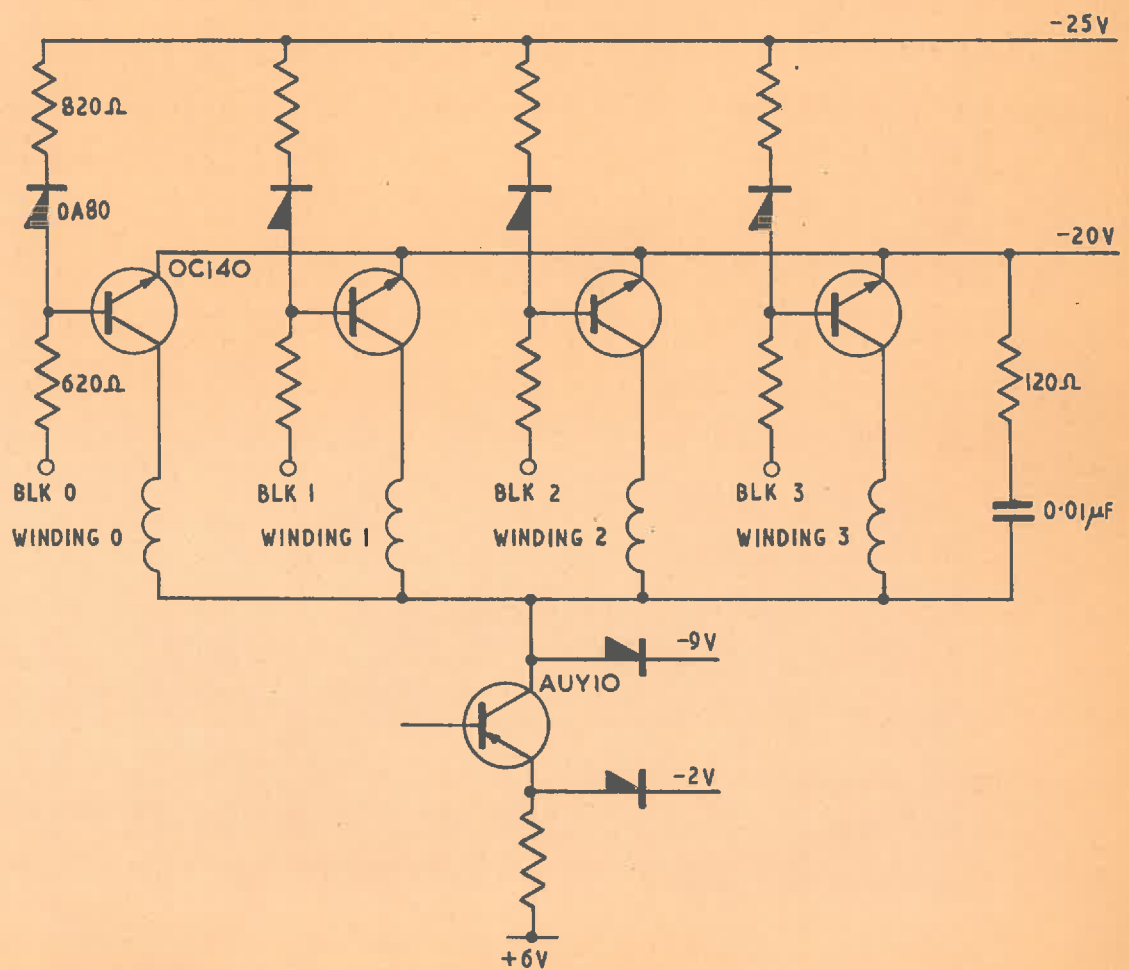 -25V
820Ω
0A80
-20V
OC140
620Ω
120Ω
BLK 0
BLK 1
BLK 2
BLK 3
0·01µF
WINDING 0
WINDING 1
WINDING 2
WINDING 3
-9V
AUY10
-2V
+6V